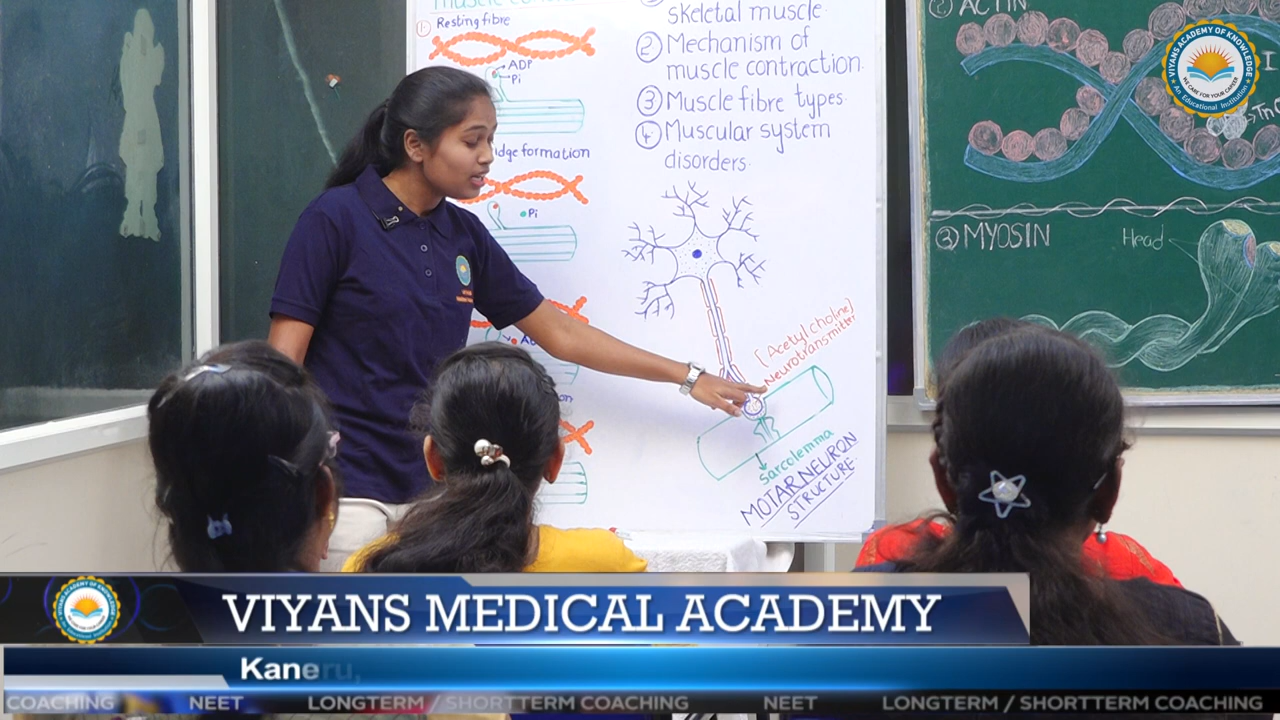 Resting fibre
ADP
Pi
Pi
skeletal muscle.
② Mechanism of
muscle contraction.
③ Muscle fibre types.
④ Muscular system
disorders.
(Acetyl choline)
Neurotransmitter
Sarcolemma
MOTAR NEURON
STRUCTURE.
② ACTIN
③ MYOSIN
Head
VIYANS ACADEMY OF KNOWLEDGE
WE CARE FOR YOUR CAREER
An Educational Institution
VIYANS MEDICAL ACADEMY
Kaneru,
COACHING NEET LONGTERM / SHORTTERM COACHING NEET LONGTERM / SHORTTERM COACHING